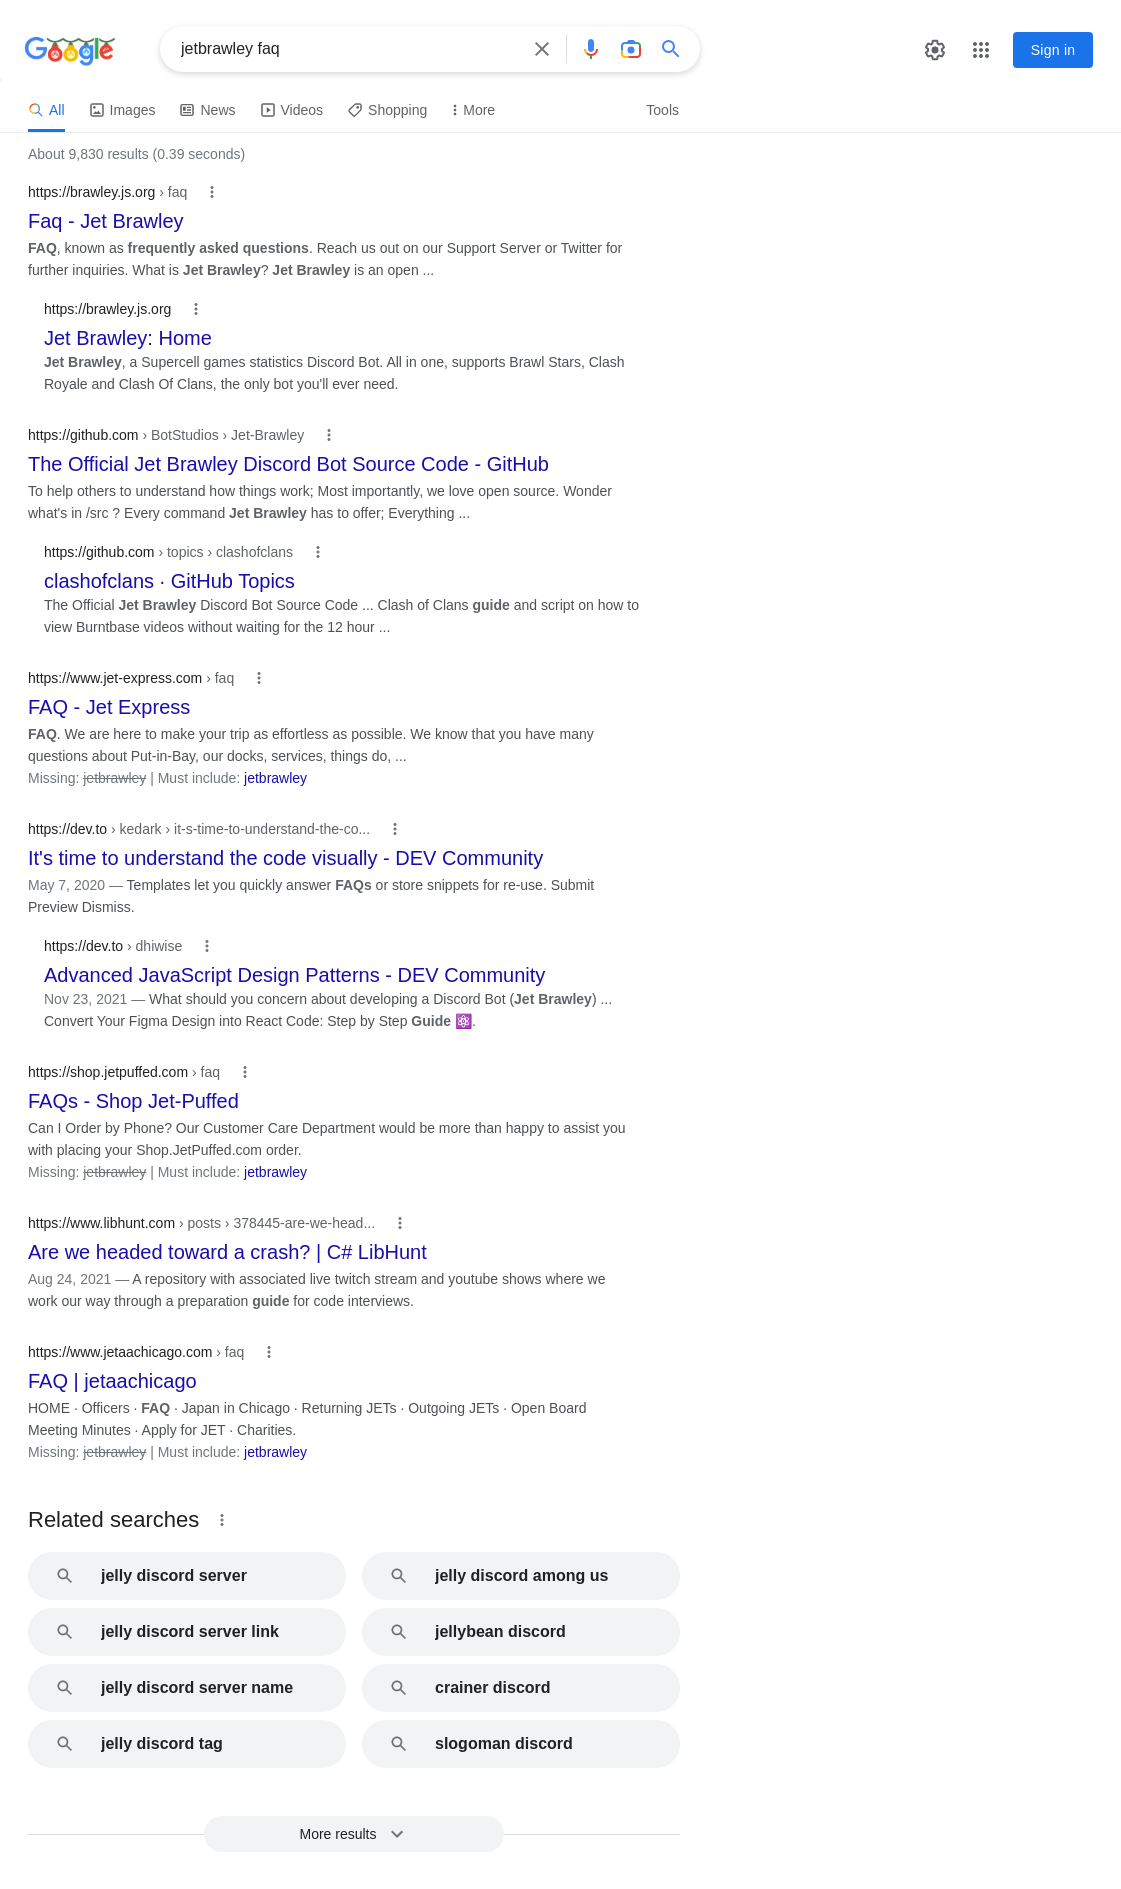 Google
jetbrawley faq
Sign in
All
Images
News
Videos
Shopping
More
Tools
About 9,830 results (0.39 seconds)
https://brawley.js.org › faq
Faq - Jet Brawley
FAQ, known as frequently asked questions. Reach us out on our Support Server or Twitter for
further inquiries. What is Jet Brawley? Jet Brawley is an open ...
https://brawley.js.org
Jet Brawley: Home
Jet Brawley, a Supercell games statistics Discord Bot. All in one, supports Brawl Stars, Clash
Royale and Clash Of Clans, the only bot you'll ever need.
https://github.com › BotStudios › Jet-Brawley
The Official Jet Brawley Discord Bot Source Code - GitHub
To help others to understand how things work; Most importantly, we love open source. Wonder
what's in /src ? Every command Jet Brawley has to offer; Everything ...
https://github.com › topics › clashofclans
clashofclans · GitHub Topics
The Official Jet Brawley Discord Bot Source Code ... Clash of Clans guide and script on how to
view Burntbase videos without waiting for the 12 hour ...
https://www.jet-express.com › faq
FAQ - Jet Express
FAQ. We are here to make your trip as effortless as possible. We know that you have many
questions about Put-in-Bay, our docks, services, things do, ...
Missing: jetbrawley | Must include: jetbrawley
https://dev.to › kedark › it-s-time-to-understand-the-co...
It's time to understand the code visually - DEV Community
May 7, 2020 — Templates let you quickly answer FAQs or store snippets for re-use. Submit
Preview Dismiss.
https://dev.to › dhiwise
Advanced JavaScript Design Patterns - DEV Community
Nov 23, 2021 — What should you concern about developing a Discord Bot (Jet Brawley) ...
Convert Your Figma Design into React Code: Step by Step Guide ⚛️.
https://shop.jetpuffed.com › faq
FAQs - Shop Jet-Puffed
Can I Order by Phone? Our Customer Care Department would be more than happy to assist you
with placing your Shop.JetPuffed.com order.
Missing: jetbrawley | Must include: jetbrawley
https://www.libhunt.com › posts › 378445-are-we-head...
Are we headed toward a crash? | C# LibHunt
Aug 24, 2021 — A repository with associated live twitch stream and youtube shows where we
work our way through a preparation guide for code interviews.
https://www.jetaachicago.com › faq
FAQ | jetaachicago
HOME · Officers · FAQ · Japan in Chicago · Returning JETs · Outgoing JETs · Open Board
Meeting Minutes · Apply for JET · Charities.
Missing: jetbrawley | Must include: jetbrawley
Related searches
jelly discord server
jelly discord among us
jelly discord server link
jellybean discord
jelly discord server name
crainer discord
jelly discord tag
slogoman discord
More results